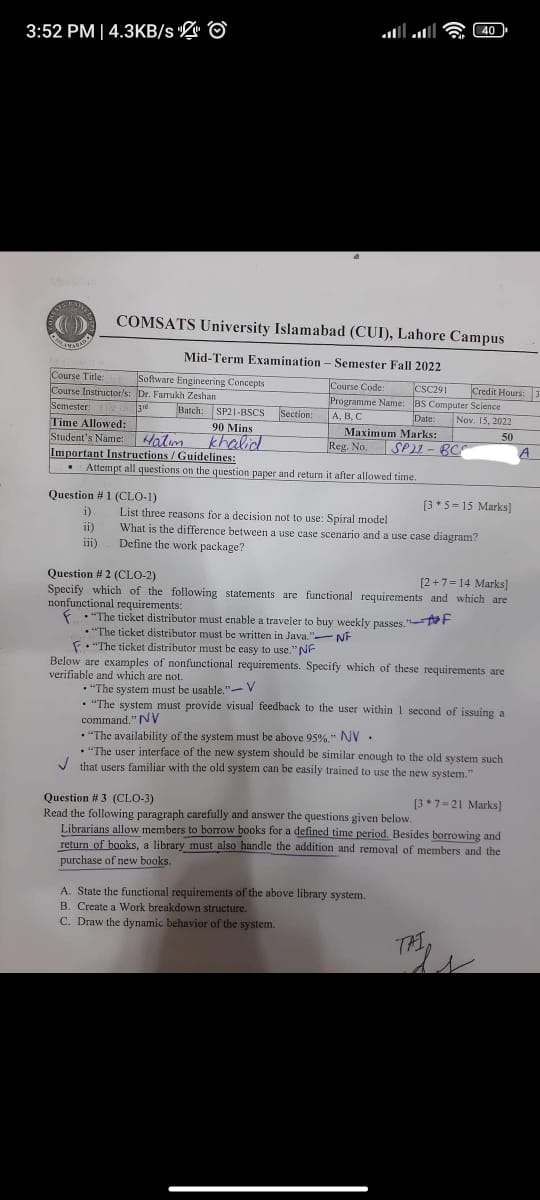 3:52 PM | 4.3KB/s
40
COMSATS University Islamabad (CUI), Lahore Campus
Mid-Term Examination – Semester Fall 2022
Course Title: Software Engineering Concepts Course Code: CSC291 Credit Hours: 3
Course Instructor/s: Dr. Farrukh Zeshan Programme Name: BS Computer Science
Semester: 3rd Batch: SP21-BSCS Section: A, B, C Date: Nov. 15, 2022
Time Allowed: 90 Mins Maximum Marks: 50
Student's Name: Hatim Khalid Reg. No. SP21 - BC A
Important Instructions / Guidelines:
• Attempt all questions on the question paper and return it after allowed time.
Question # 1 (CLO-1) [3 * 5 = 15 Marks]
i) List three reasons for a decision not to use: Spiral model
ii) What is the difference between a use case scenario and a use case diagram?
iii) Define the work package?
Question # 2 (CLO-2) [2 + 7 = 14 Marks]
Specify which of the following statements are functional requirements and which are
nonfunctional requirements:
F • "The ticket distributor must enable a traveler to buy weekly passes." — F
• "The ticket distributor must be written in Java." — NF
F • "The ticket distributor must be easy to use." NF
Below are examples of nonfunctional requirements. Specify which of these requirements are
verifiable and which are not.
• "The system must be usable." — V
• "The system must provide visual feedback to the user within 1 second of issuing a
command." NV
• "The availability of the system must be above 95%." NV •
• "The user interface of the new system should be similar enough to the old system such
✓ that users familiar with the old system can be easily trained to use the new system."
Question # 3 (CLO-3) [3 * 7 = 21 Marks]
Read the following paragraph carefully and answer the questions given below.
Librarians allow members to borrow books for a defined time period. Besides borrowing and
return of books, a library must also handle the addition and removal of members and the
purchase of new books.
A. State the functional requirements of the above library system.
B. Create a Work breakdown structure.
C. Draw the dynamic behavior of the system.